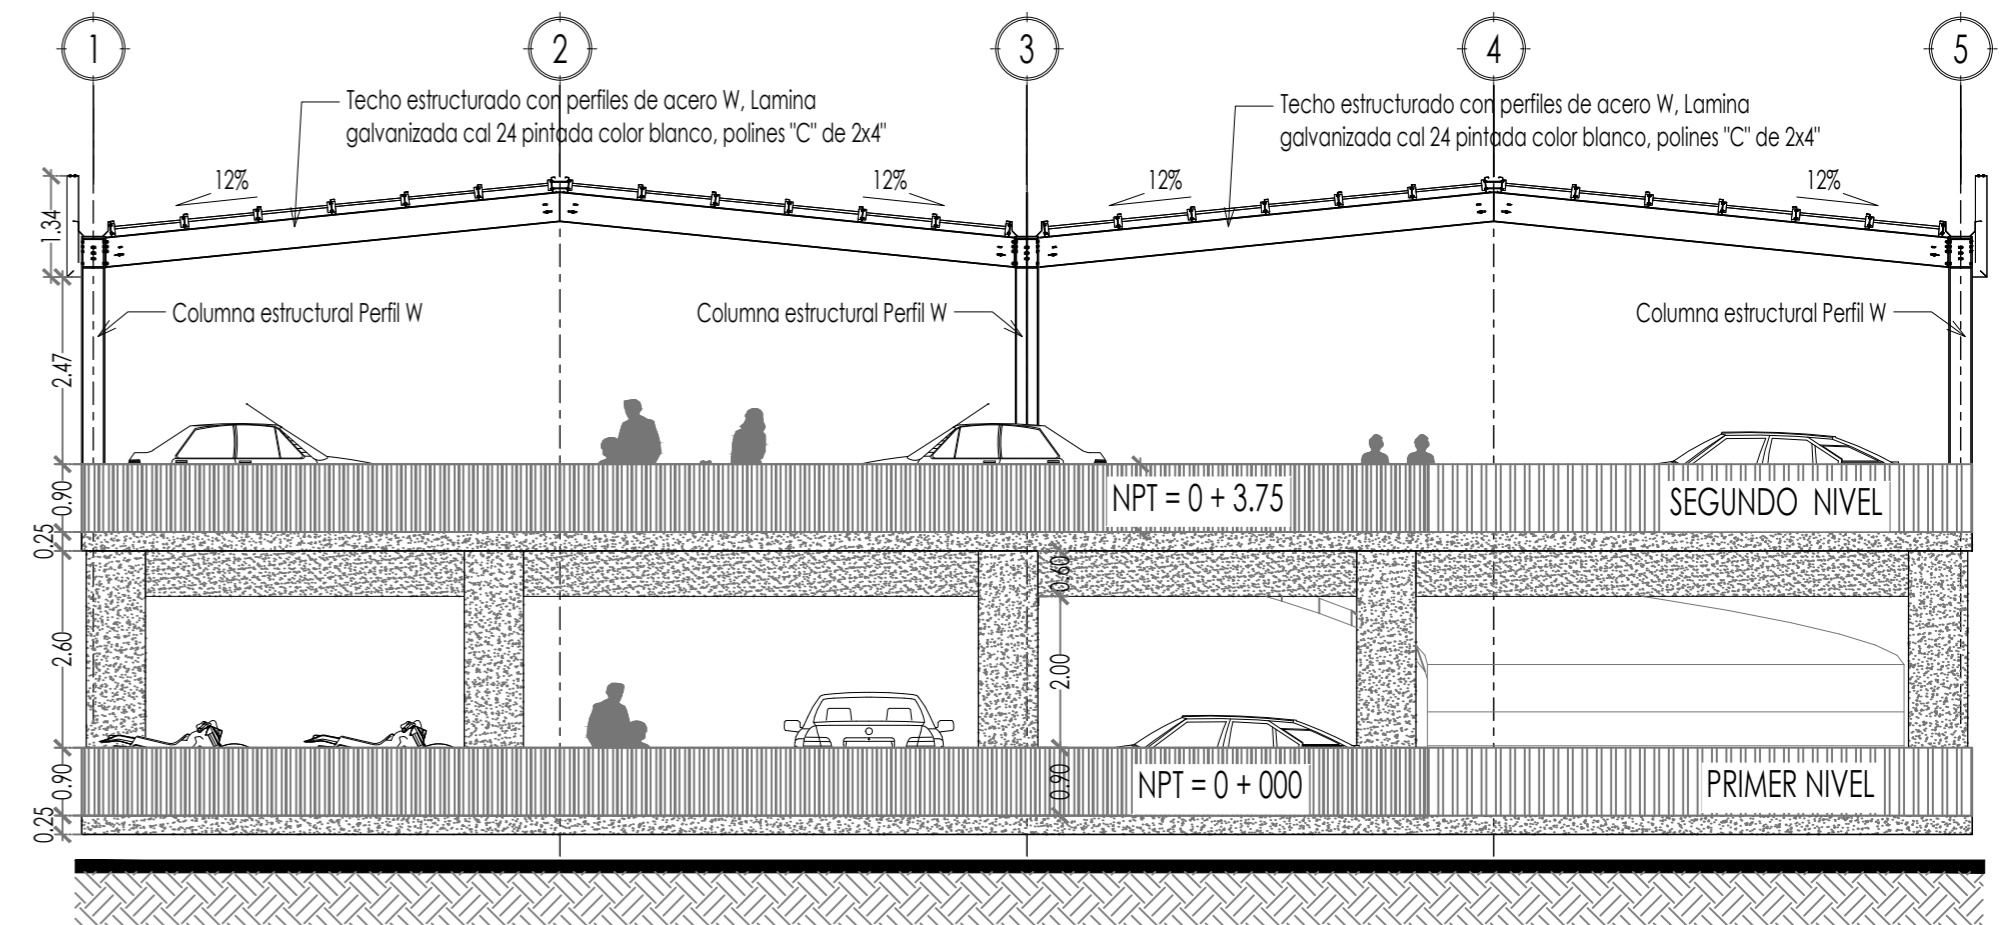 1
2
3
4
5
Techo estructurado con perfiles de acero W, Lamina
galvanizada cal 24 pintada color blanco, polines "C" de 2x4"
Techo estructurado con perfiles de acero W, Lamina
galvanizada cal 24 pintada color blanco, polines "C" de 2x4"
12%
12%
12%
12%
1.34
Columna estructural Perfil W
Columna estructural Perfil W
Columna estructural Perfil W
2.47
0.90
NPT = 0 + 3.75
SEGUNDO NIVEL
0.25
0.60
2.60
2.00
0.90
0.90
NPT = 0 + 000
PRIMER NIVEL
0.25